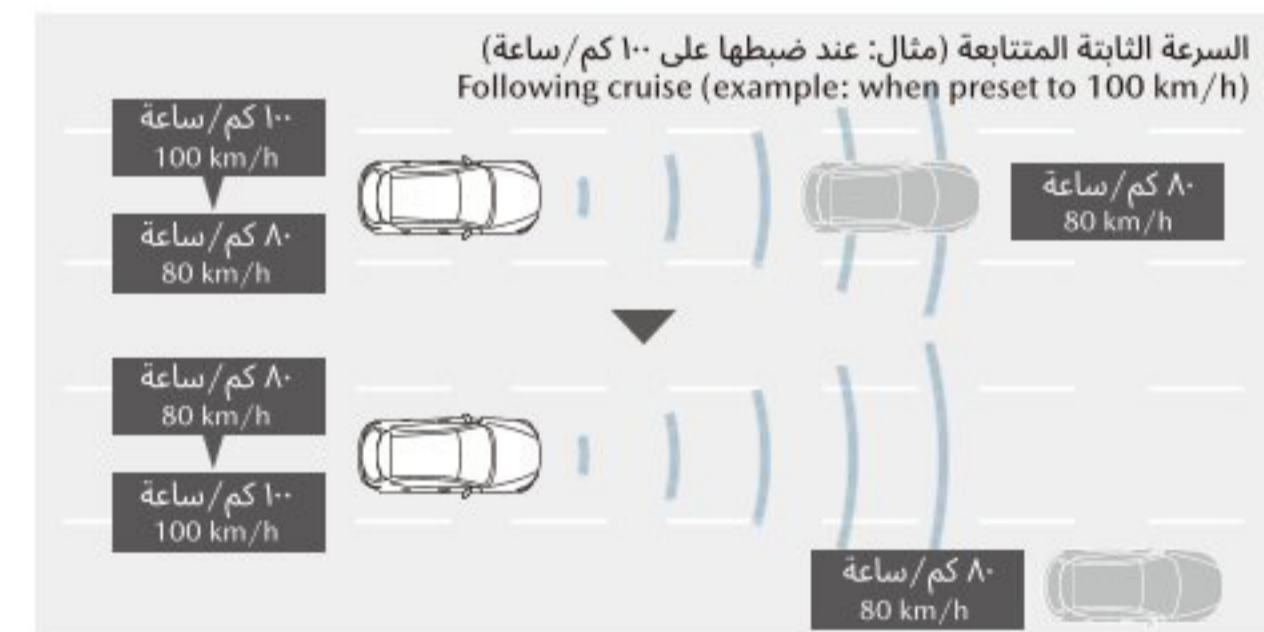 السرعة الثابتة المتتابعة (مثال: عند ضبطها على ١٠٠ كم/ساعة)
Following cruise (example: when preset to 100 km/h)
١٠٠ كم/ساعة
100 km/h
٨٠ كم/ساعة
80 km/h
٨٠ كم/ساعة
80 km/h
٨٠ كم/ساعة
80 km/h
١٠٠ كم/ساعة
100 km/h
٨٠ كم/ساعة
80 km/h